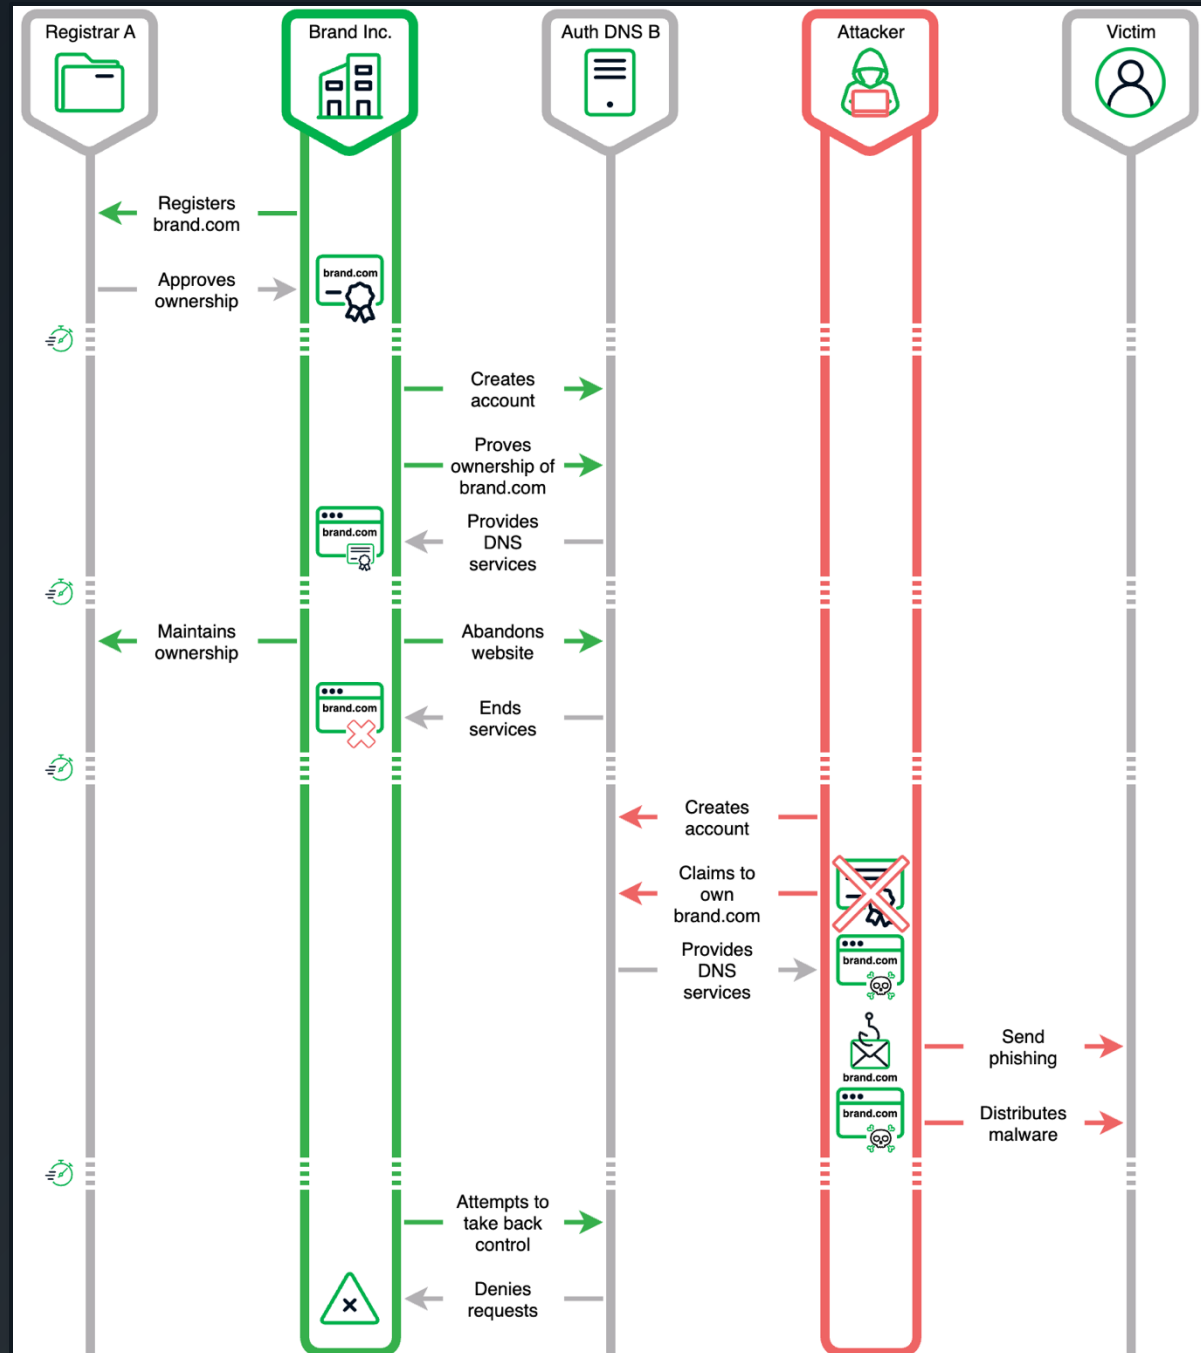 Registrar A
Brand Inc.
Auth DNS B
Attacker
Victim
Registers
brand.com
Approves
ownership
brand.com
Creates
account
Proves
ownership of
brand.com
Provides
DNS
services
brand.com
Maintains
ownership
Abandons
website
brand.com
Ends
services
Creates
account
Claims to
own
brand.com
Provides
DNS
services
brand.com
Send
phishing
brand.com
brand.com
Distributes
malware
Attempts to
take back
control
Denies
requests